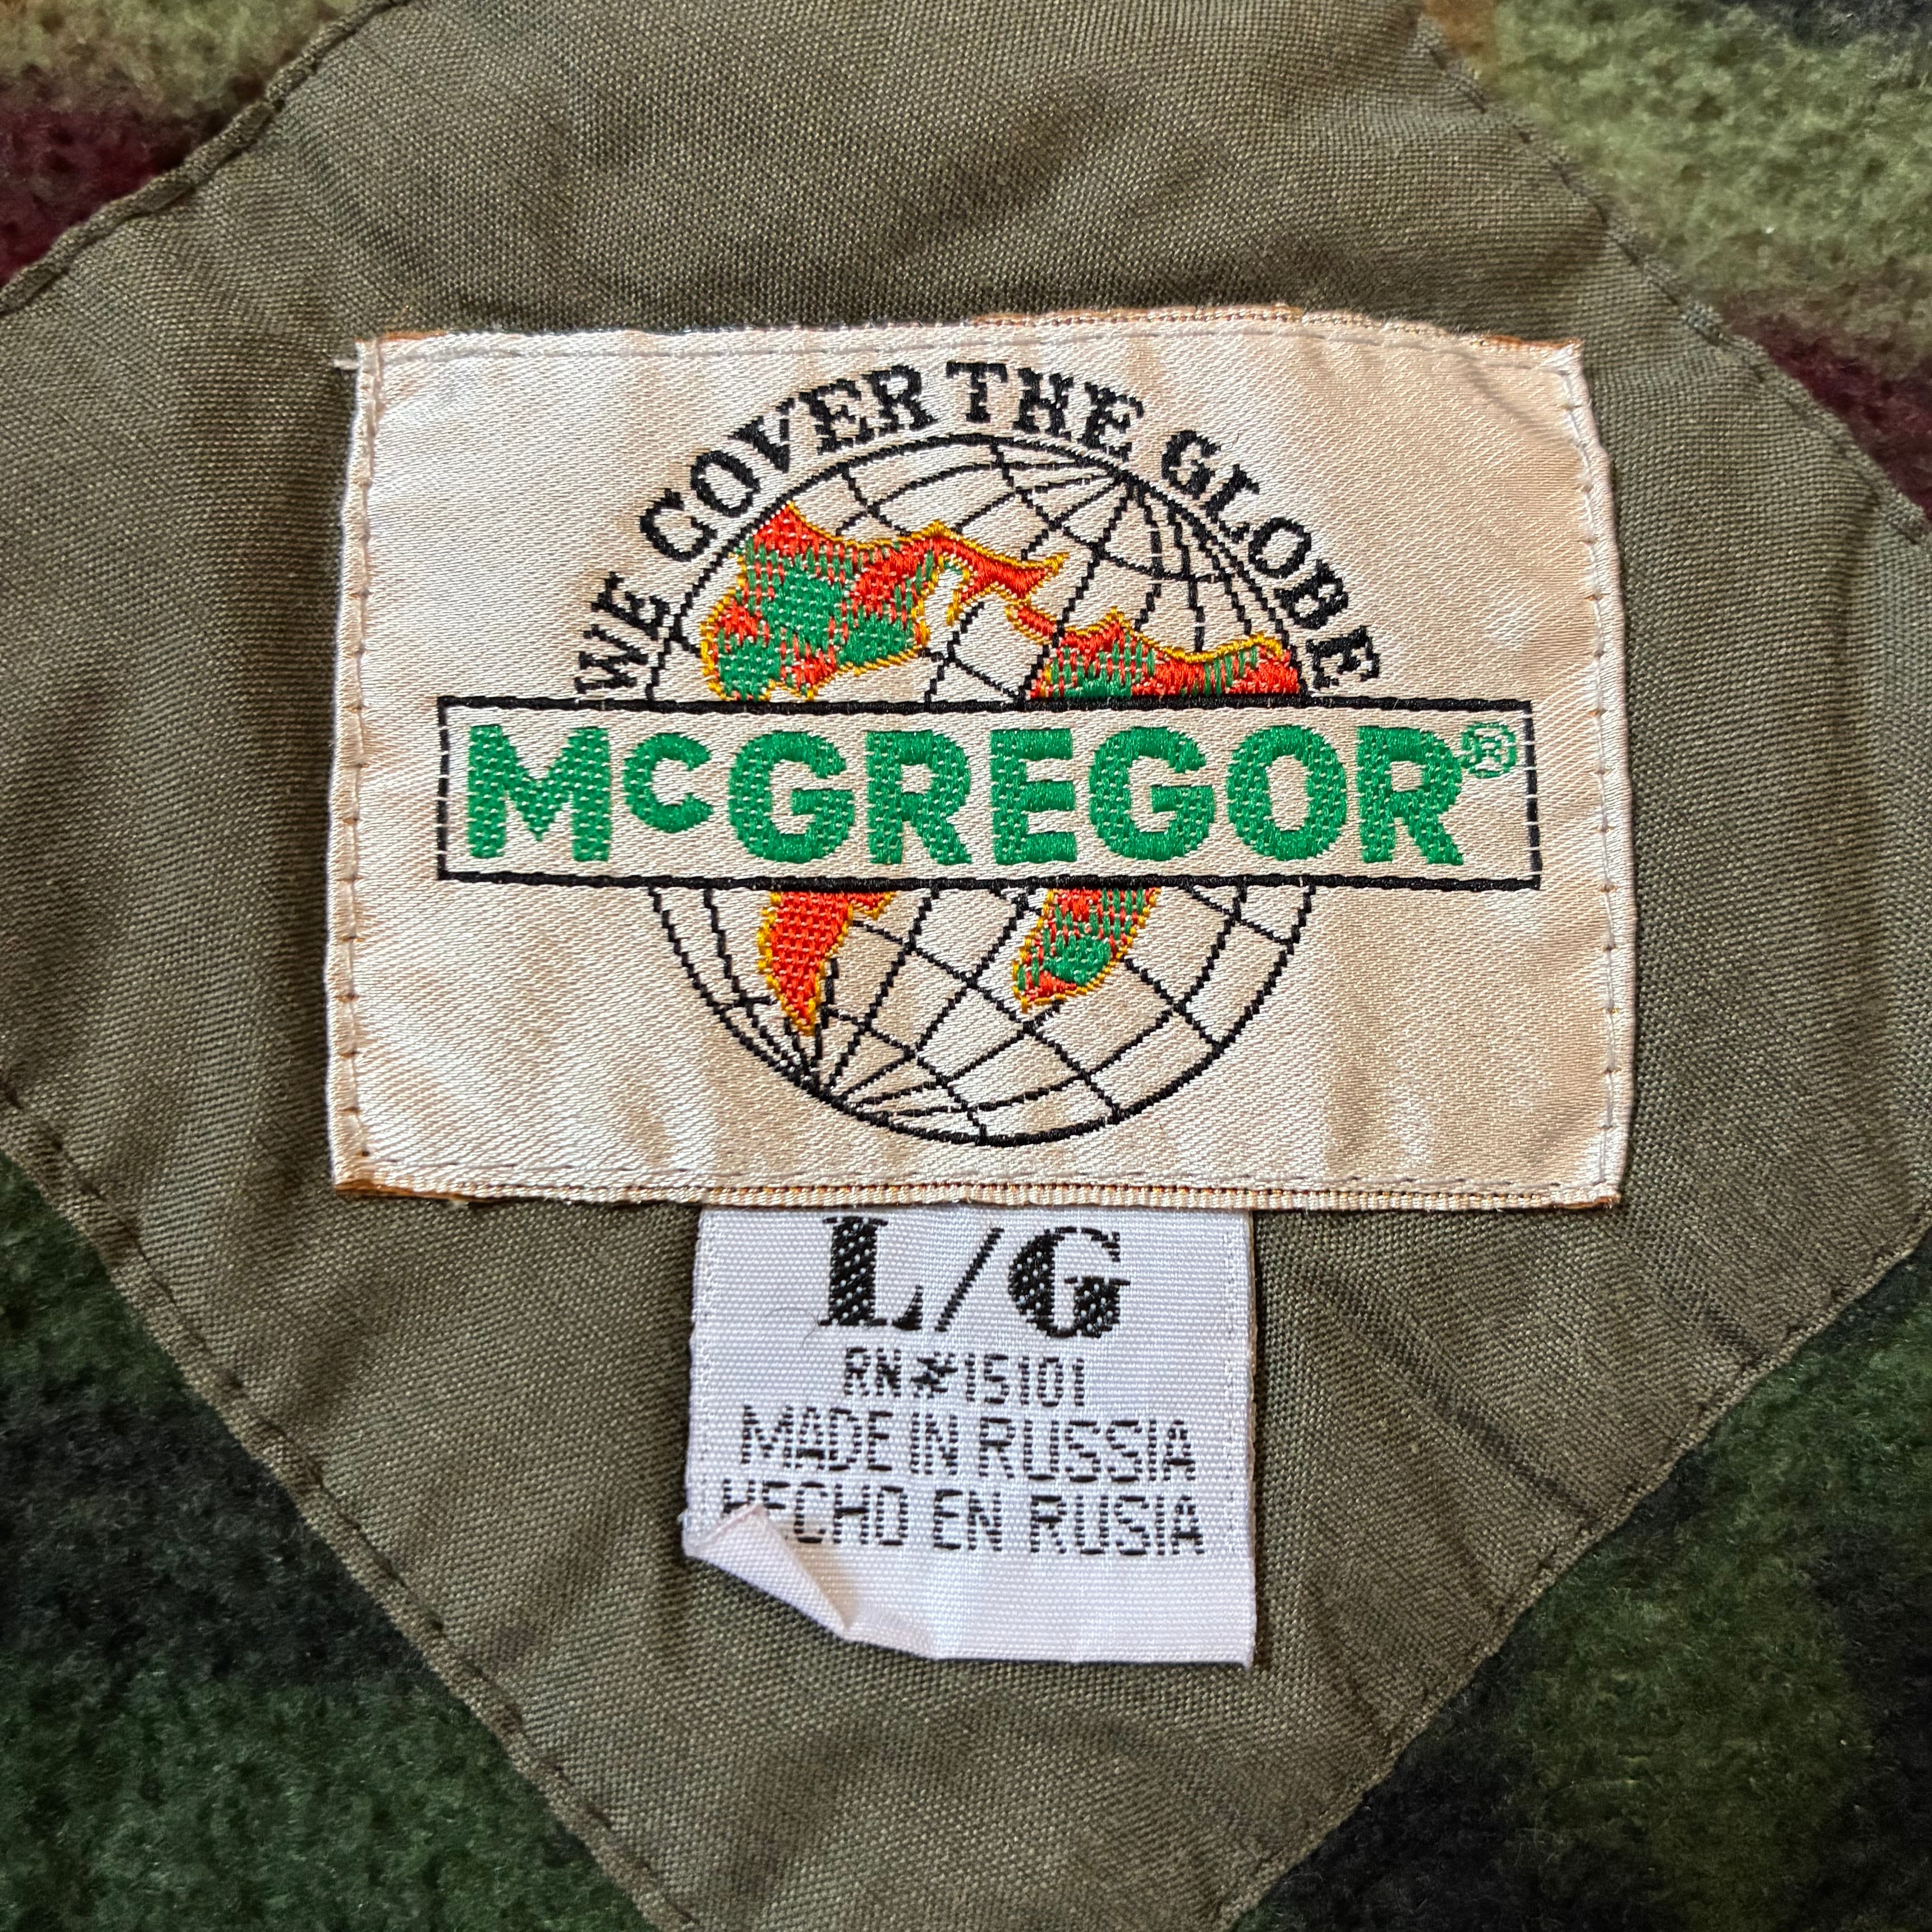 WE COVER THE GLOBE
McGREGOR®
L/G
RN#15101
MADE IN RUSSIA
HECHO EN RUSIA